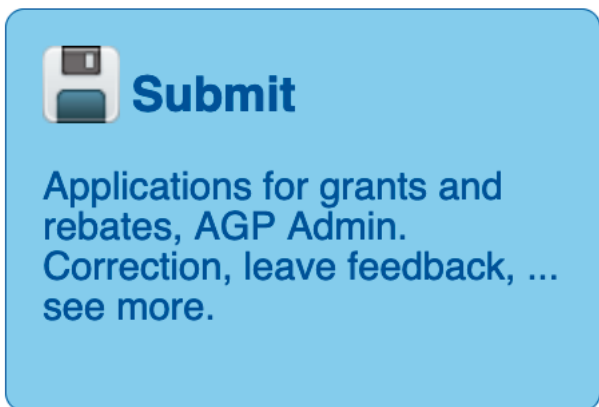 Submit
Applications for grants and
rebates, AGP Admin.
Correction, leave feedback, ...
see more.